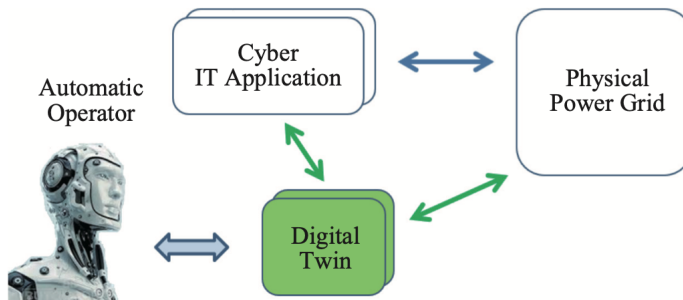 Cyber
IT Application
Automatic
Operator
Physical
Power Grid
Digital
Twin